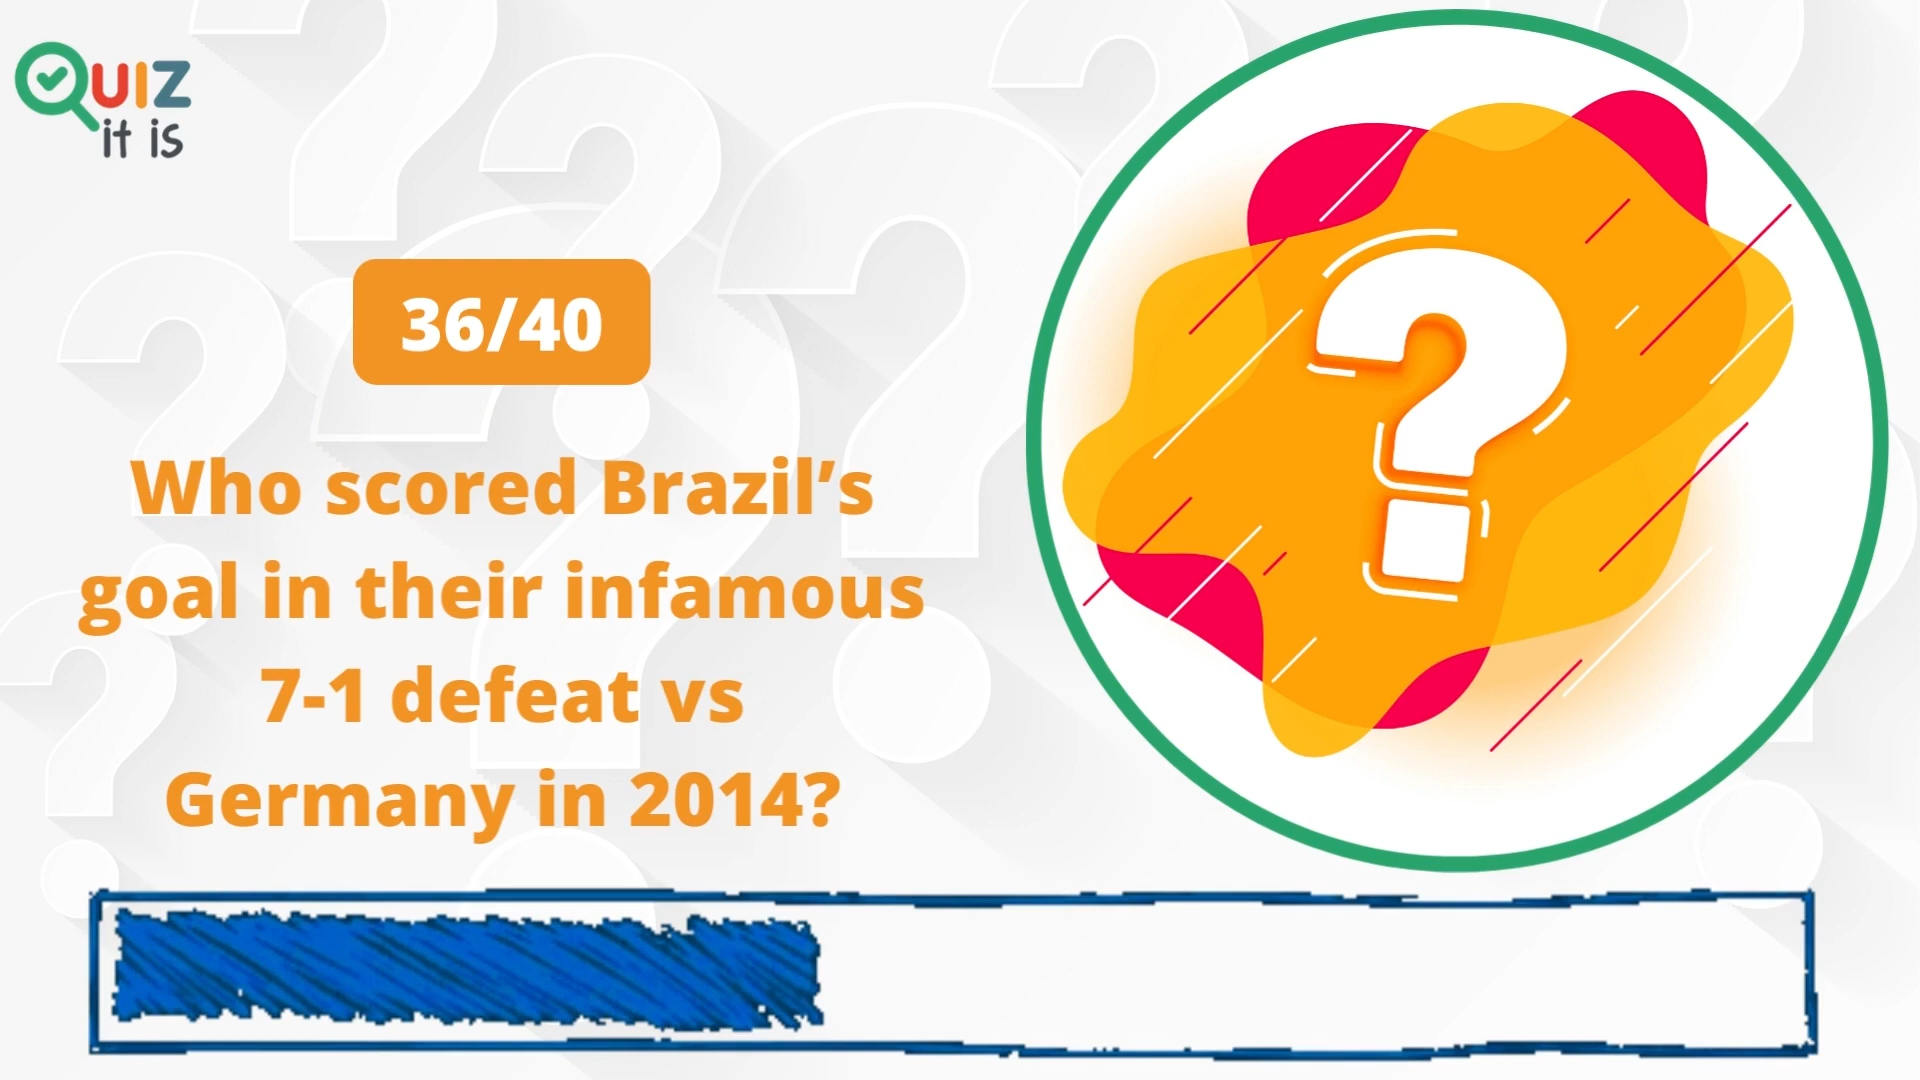 QUIZ
it is
36/40
Who scored Brazil’s
goal in their infamous
7-1 defeat vs
Germany in 2014?